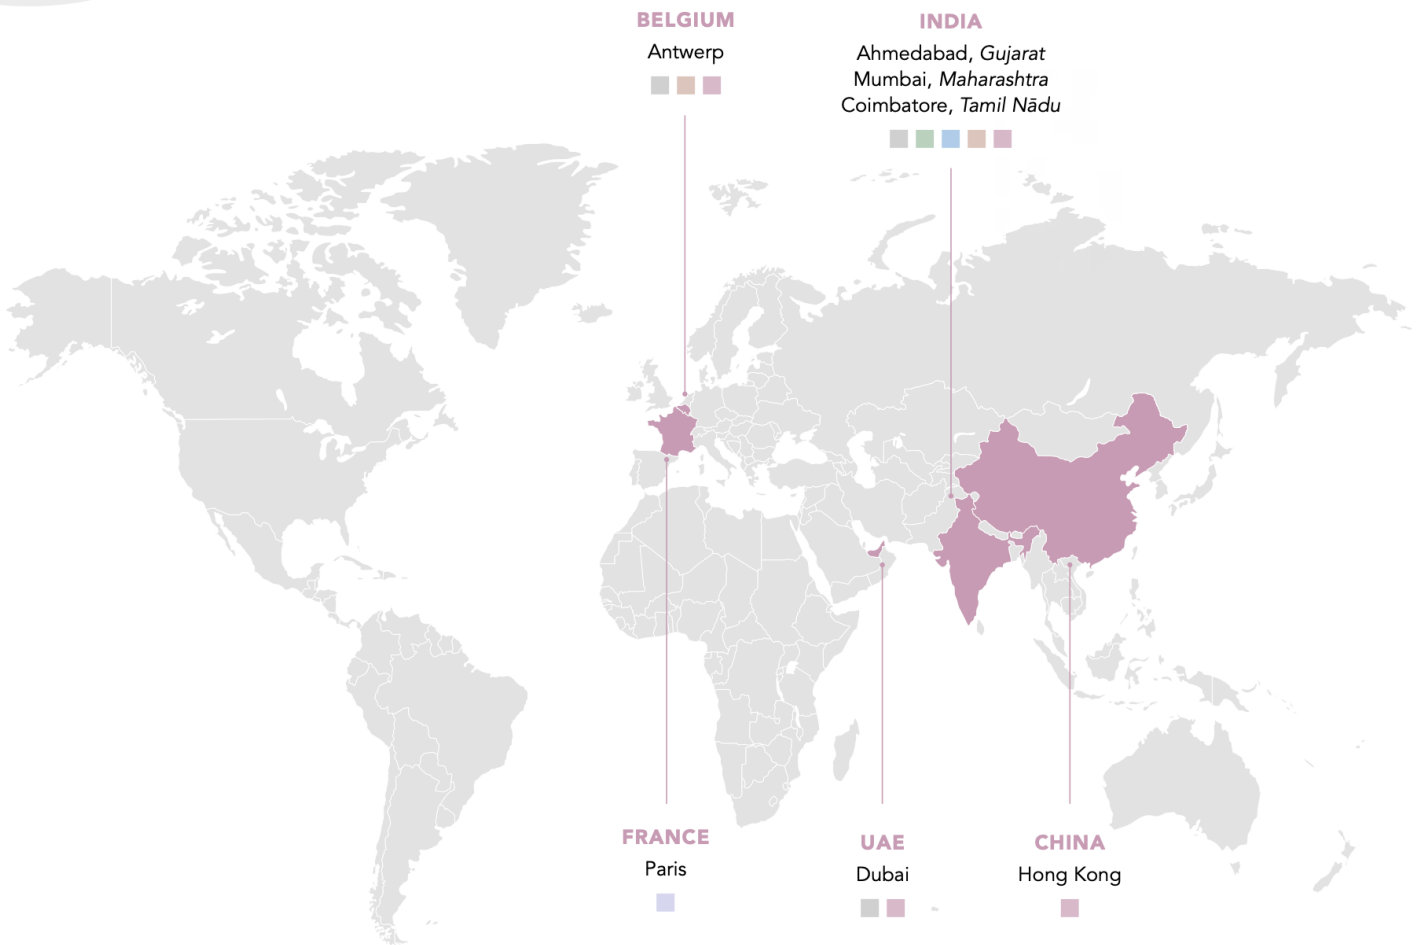 BELGIUM
Antwerp
INDIA
Ahmedabad, Gujarat
Mumbai, Maharashtra
Coimbatore, Tamil Nādu
FRANCE
Paris
UAE
Dubai
CHINA
Hong Kong